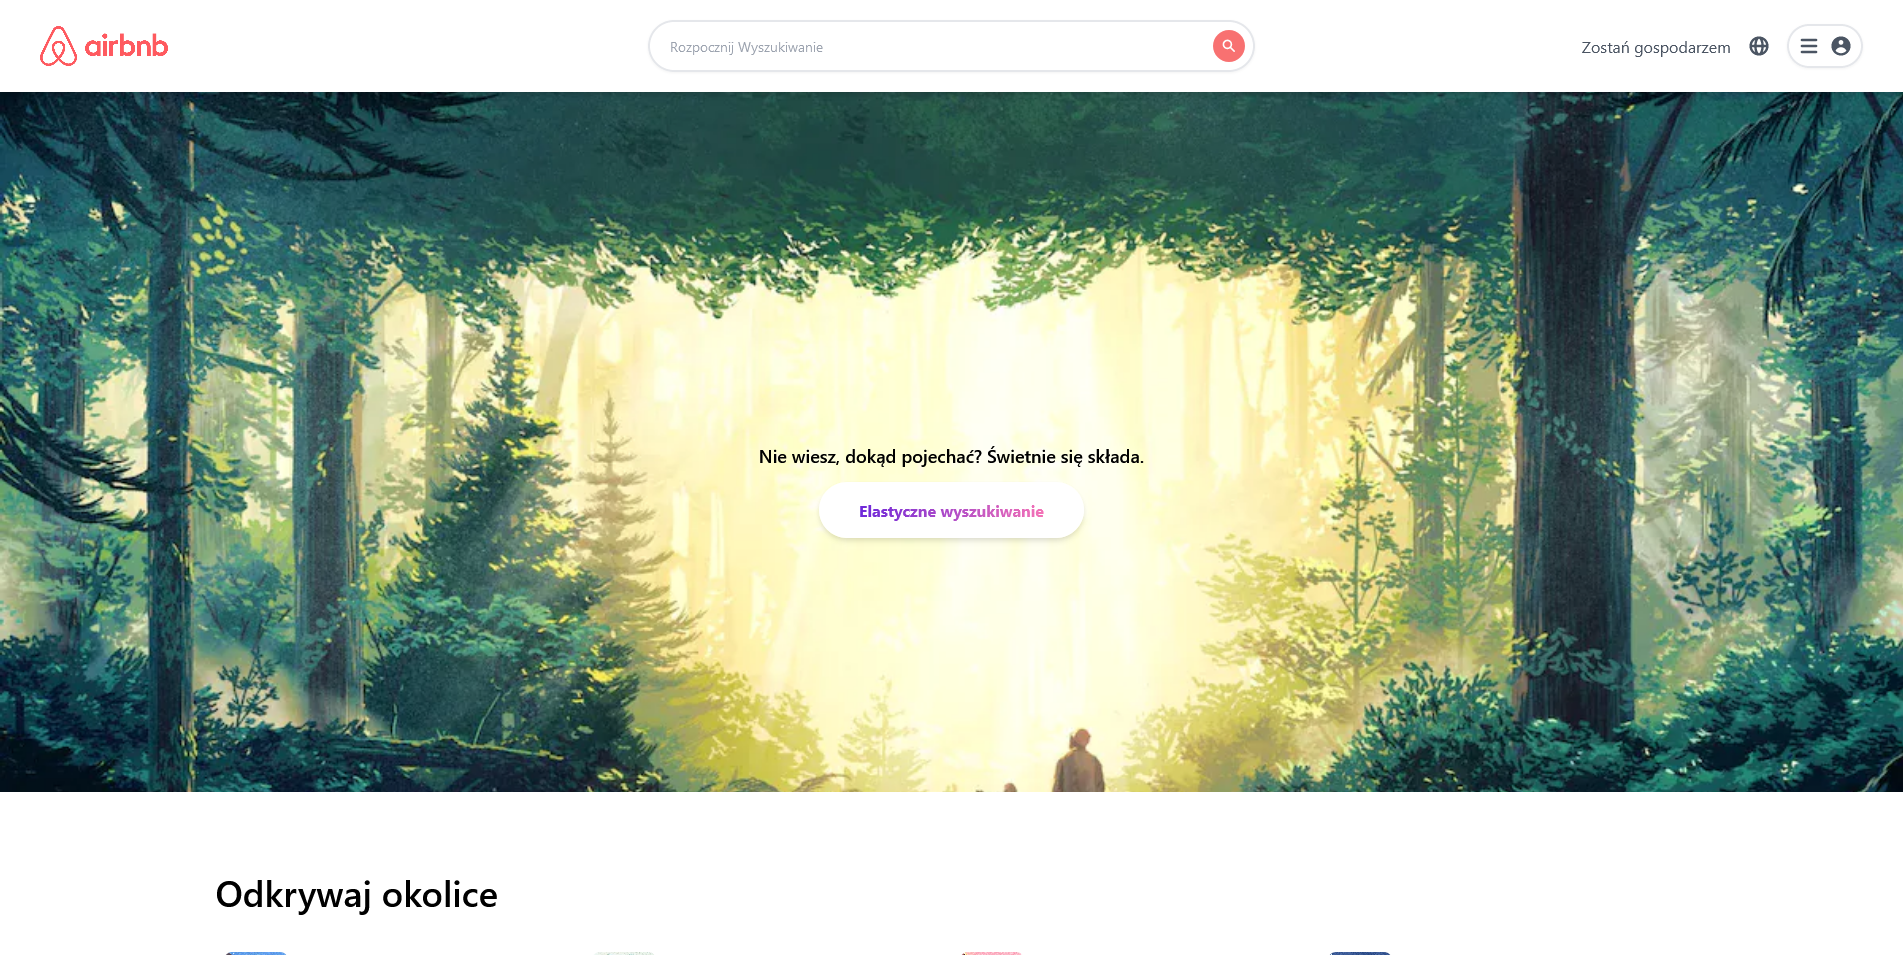 airbnb
Rozpocznij Wyszukiwanie
Zostań gospodarzem
Nie wiesz, dokąd pojechać? Świetnie się składa.
Elastyczne wyszukiwanie
Odkrywaj okolice